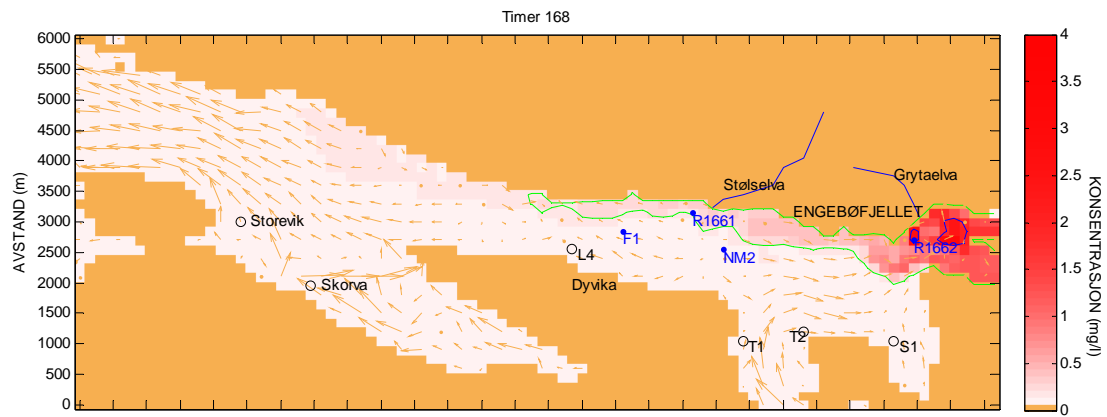 Timer 168
6000
5500
5000
4500
4000
3500
3000
2500
2000
1500
1000
500
0
AVSTAND (m)
Stølselva
Grytaelva
ENGEBØFJELLET
R1661
R1662
Storevik
F1
L4
NM2
Skorva
Dyvika
T1
T2
S1
4
3.5
3
2.5
2
1.5
1
0.5
0
KONSENTRASJON (mg/l)